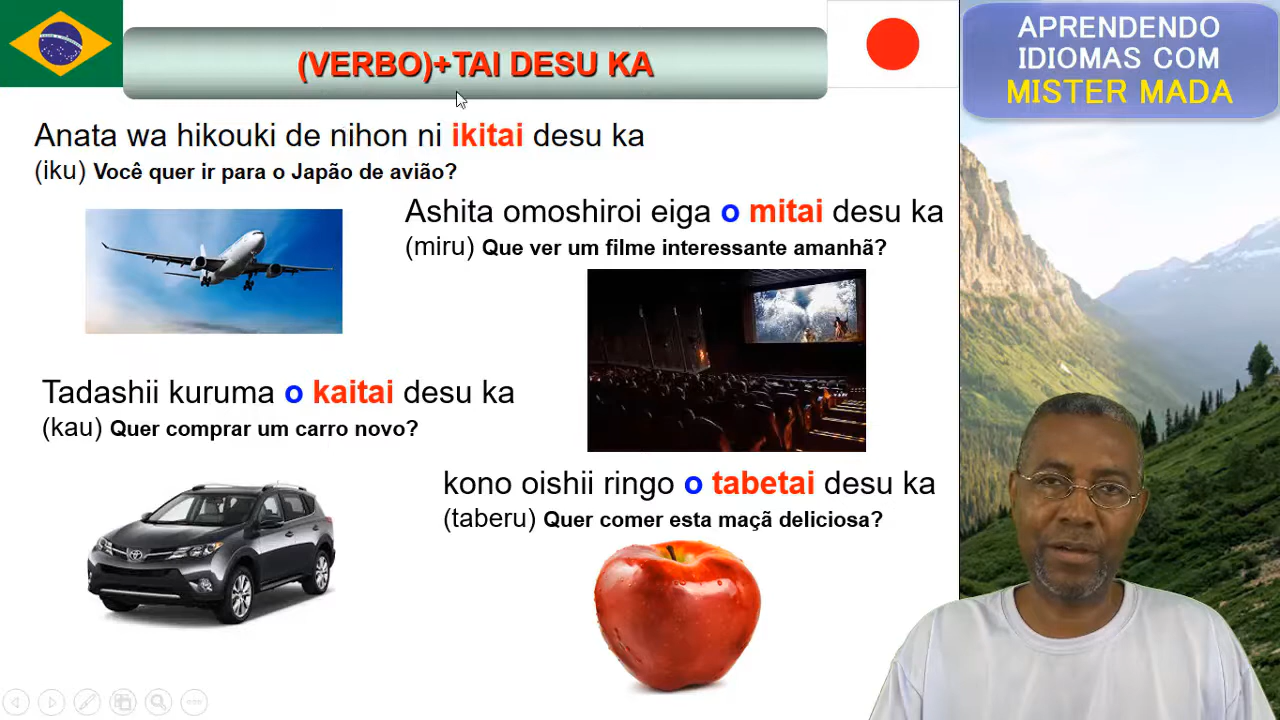 (VERBO)+TAI DESU KA
APRENDENDO
IDIOMAS COM
MISTER MADA
Anata wa hikouki de nihon ni ikitai desu ka
(iku) Você quer ir para o Japão de avião?
Ashita omoshiroi eiga o mitai desu ka
(miru) Que ver um filme interessante amanhã?
Tadashii kuruma o kaitai desu ka
(kau) Quer comprar um carro novo?
kono oishii ringo o tabetai desu ka
(taberu) Quer comer esta maçã deliciosa?